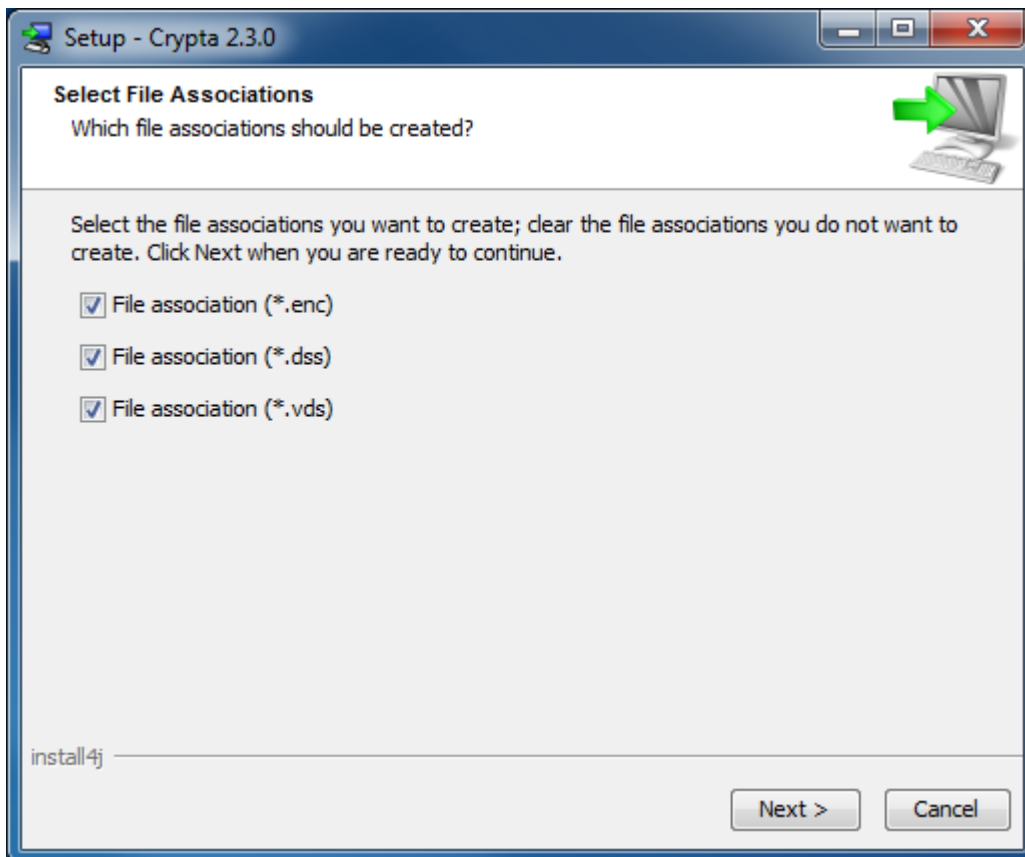 Setup - Crypta 2.3.0
Select File Associations
Which file associations should be created?
Select the file associations you want to create; clear the file associations you do not want to
create. Click Next when you are ready to continue.
File association (*.enc)
File association (*.dss)
File association (*.vds)
install4j
Next >
Cancel